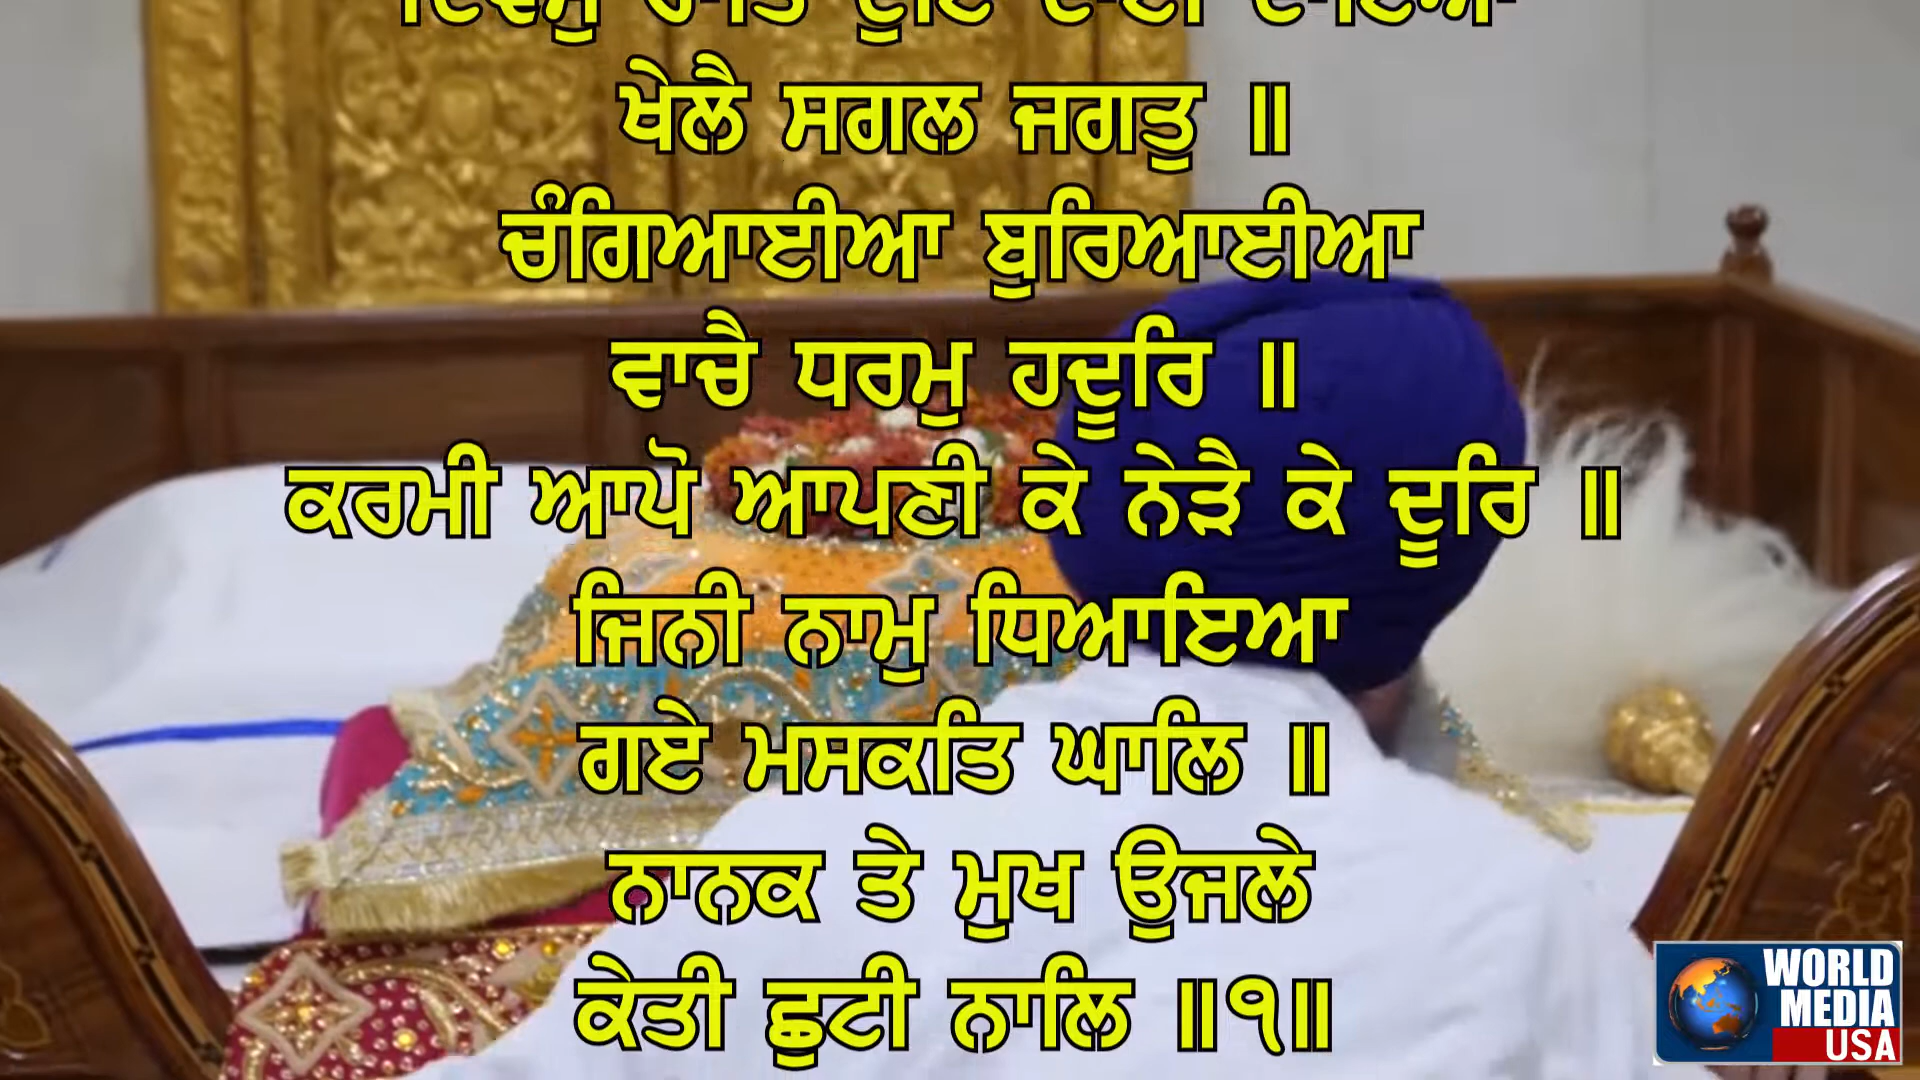 ਖੇਲੈ ਸਗਲ ਜਗਤੁ ॥
ਚੰਗਿਆਈਆ ਬੁਰਿਆਈਆ
ਵਾਚੈ ਧਰਮੁ ਹਦੂਰਿ ॥
ਕਰਮੀ ਆਪੋ ਆਪਣੀ ਕੇ ਨੇੜੈ ਕੇ ਦੂਰਿ ॥
ਜਿਨੀ ਨਾਮੁ ਧਿਆਇਆ
ਗਏ ਮਸਕਤਿ ਘਾਲਿ ॥
ਨਾਨਕ ਤੇ ਮੁਖ ਉਜਲੇ
ਕੇਤੀ ਛੁਟੀ ਨਾਲਿ ॥੧॥
WORLD
MEDIA
USA